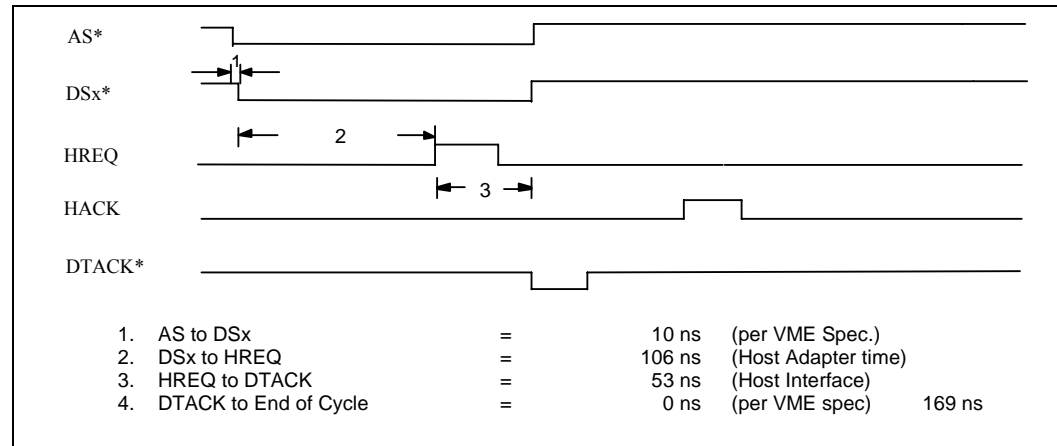 AS*
1
DSx*
2
HREQ
3
HACK
DTACK*
1. AS to DSx = 10 ns (per VME Spec.)
2. DSx to HREQ = 106 ns (Host Adapter time)
3. HREQ to DTACK = 53 ns (Host Interface)
4. DTACK to End of Cycle = 0 ns (per VME spec) 169 ns